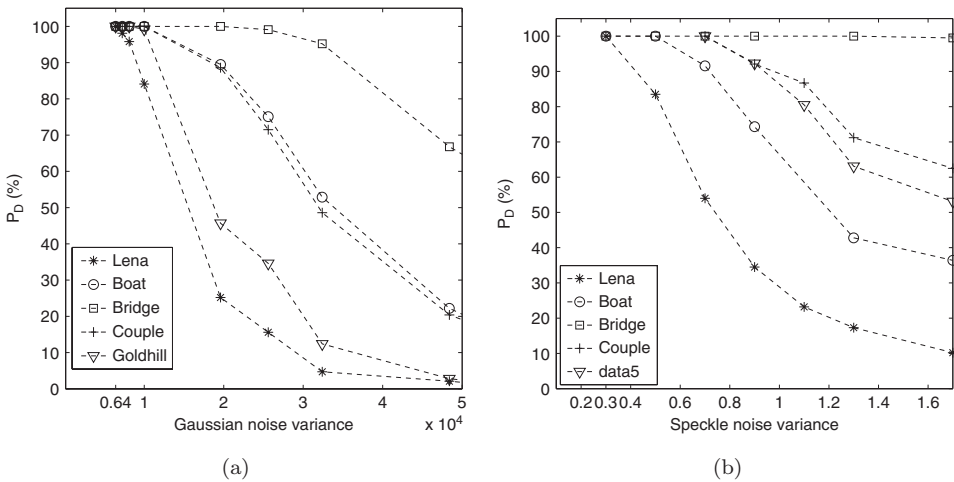 100
90
80
70
60
50
40
30
20
10
0
P_D (%)
Lena
Boat
Bridge
Couple
Goldhill
0.64 1 2 3 4 5
Gaussian noise variance x 10^4
(a)
100
90
80
70
60
50
40
30
20
10
0
P_D (%)
Lena
Boat
Bridge
Couple
data5
0.2 0.3 0.4 0.6 0.8 1 1.2 1.4 1.6
Speckle noise variance
(b)